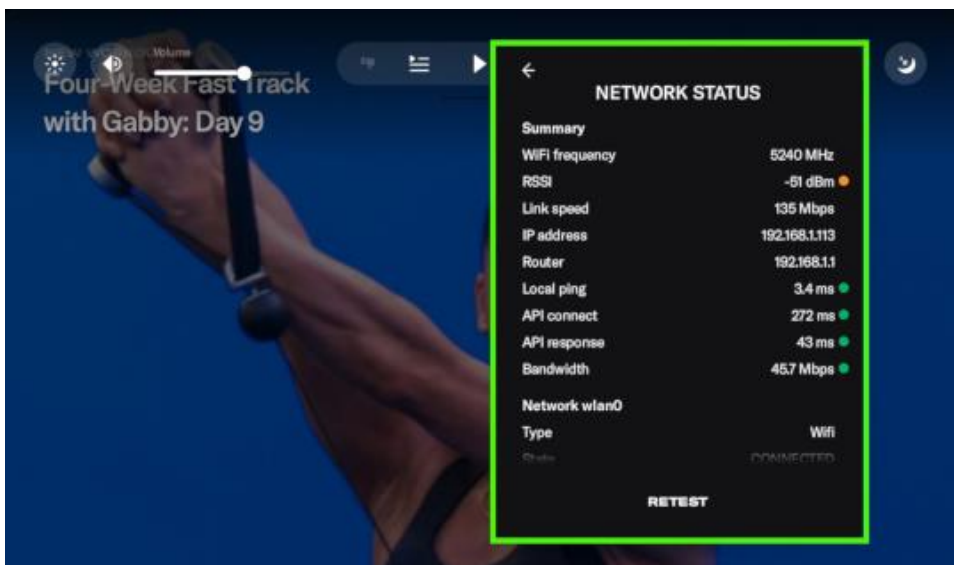 Volume
Four-Week Fast Track
with Gabby: Day 9
NETWORK STATUS
Summary
WiFi frequency 5240 MHz
RSSI -51 dBm
Link speed 135 Mbps
IP address 192.168.1.113
Router 192.168.1.1
Local ping 3.4 ms
API connect 272 ms
API response 43 ms
Bandwidth 45.7 Mbps
Network wlan0
Type Wifi
State CONNECTED
RETEST